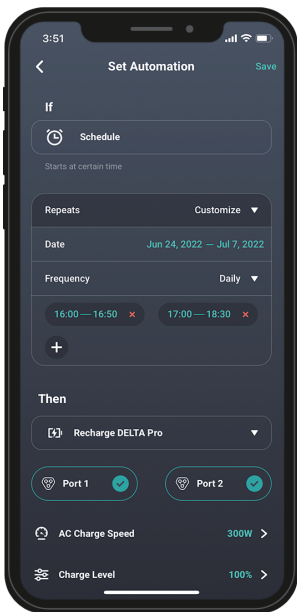 3:51
Set Automation
Save
If
Schedule
Starts at certain time
Repeats Customize
Date Jun 24, 2022 — Jul 7, 2022
Frequency Daily
16:00 — 16:50 × 17:00 — 18:30 ×
+
Then
Recharge DELTA Pro
Port 1 Port 2
AC Charge Speed 300W
Charge Level 100%